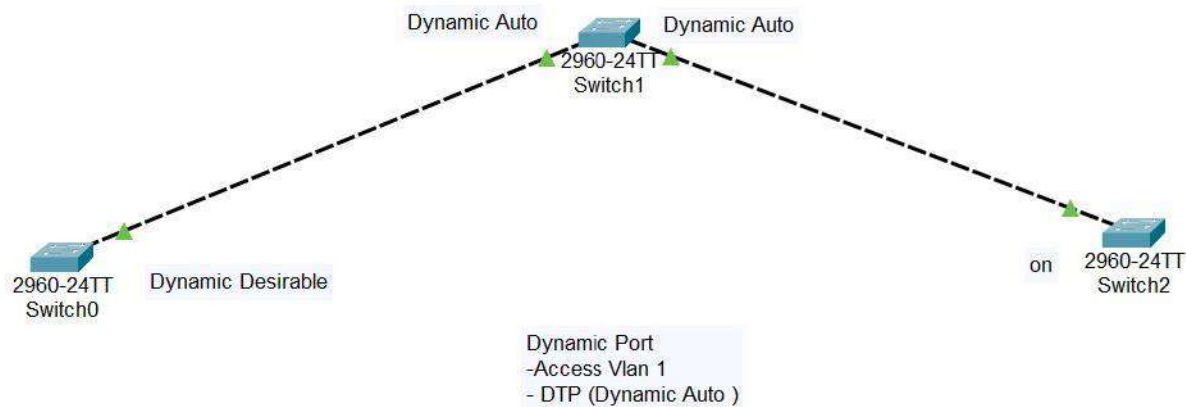 Dynamic Auto
Dynamic Auto
2960-24TT
Switch1
2960-24TT
Switch0
Dynamic Desirable
on
2960-24TT
Switch2
Dynamic Port
-Access Vlan 1
- DTP (Dynamic Auto )